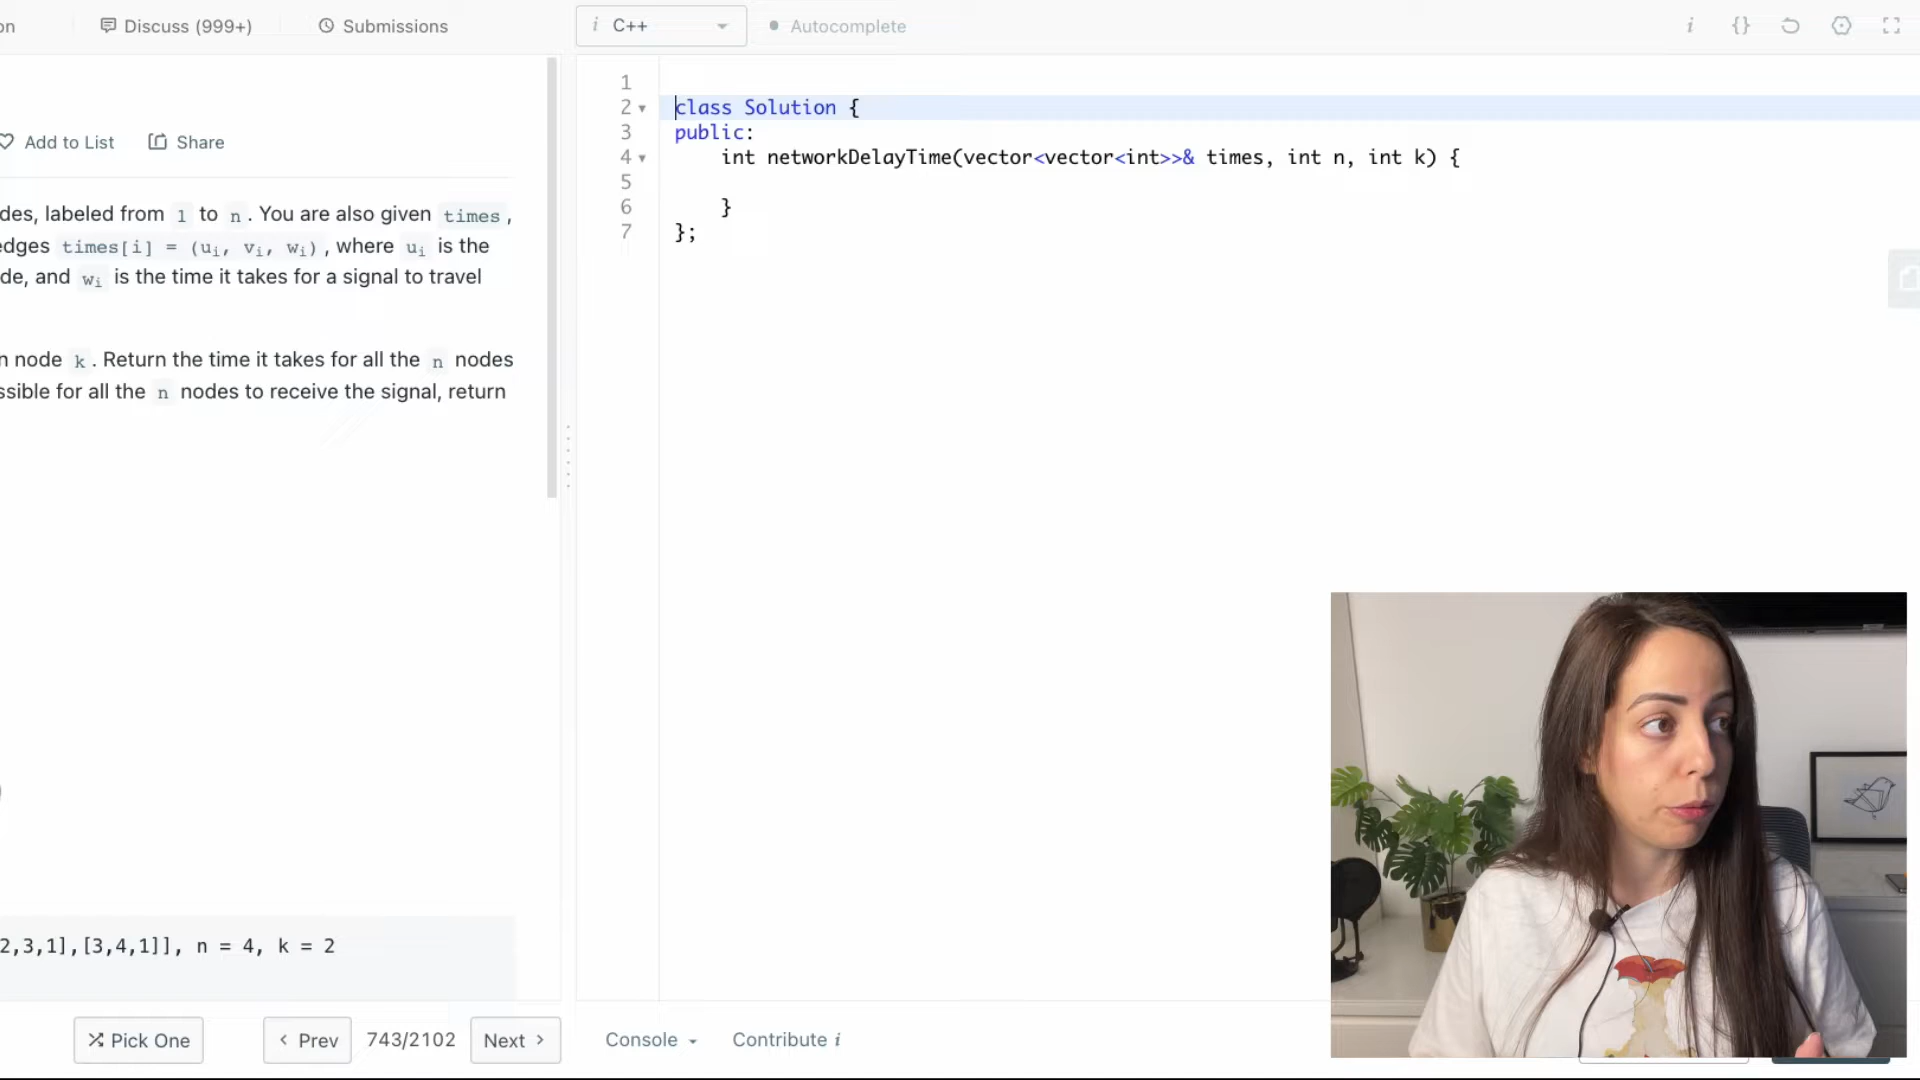 on
Discuss (999+)
Submissions
i C++
Autocomplete
i {}
Add to List
Share
des, labeled from 1 to n. You are also given times,
edges times[i] = (ui, vi, wi), where ui is the
de, and wi is the time it takes for a signal to travel
n node k. Return the time it takes for all the n nodes
ssible for all the n nodes to receive the signal, return
2,3,1],[3,4,1]], n = 4, k = 2
1
2 class Solution {
3 public:
4 int networkDelayTime(vector<vector<int>>& times, int n, int k) {
5
6 }
7 };
Pick One
Prev
743/2102
Next
Console
Contribute i